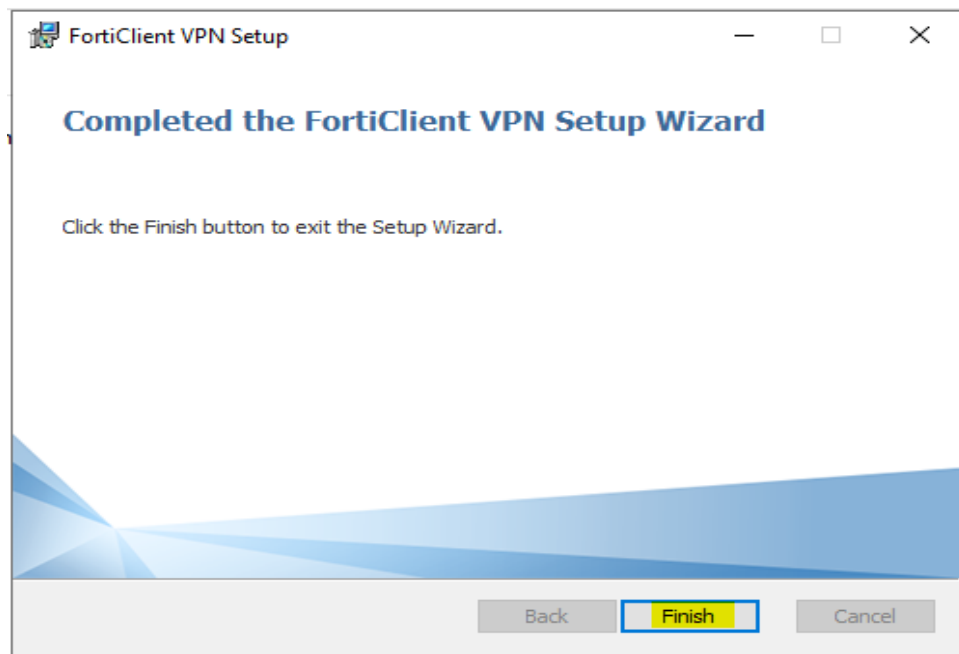 FortiClient VPN Setup
Completed the FortiClient VPN Setup Wizard
Click the Finish button to exit the Setup Wizard.
Back Finish Cancel